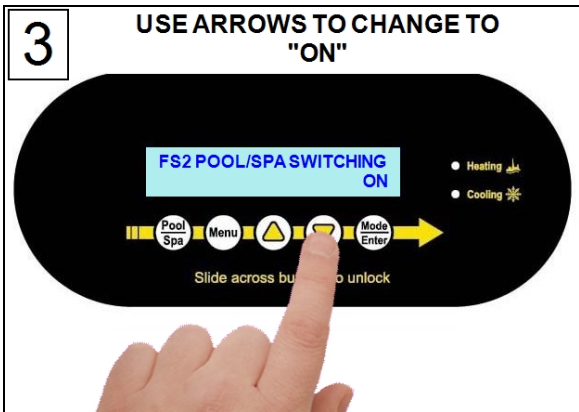 3
USE ARROWS TO CHANGE TO
"ON"
FS2 POOL/SPA SWITCHING
ON
Heating
Cooling
Pool
Spa
Menu
Mode
Enter
Slide across to unlock